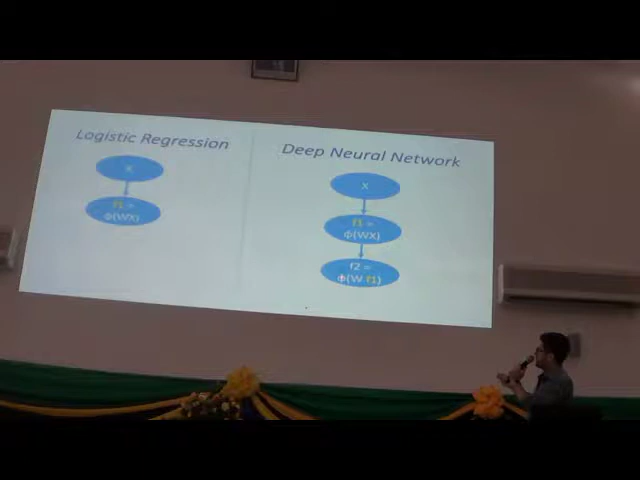 Logistic Regression
X
f1 =
ϕ(WX)
Deep Neural Network
X
f1 =
ϕ(WX)
f2 =
ϕ(W f1)